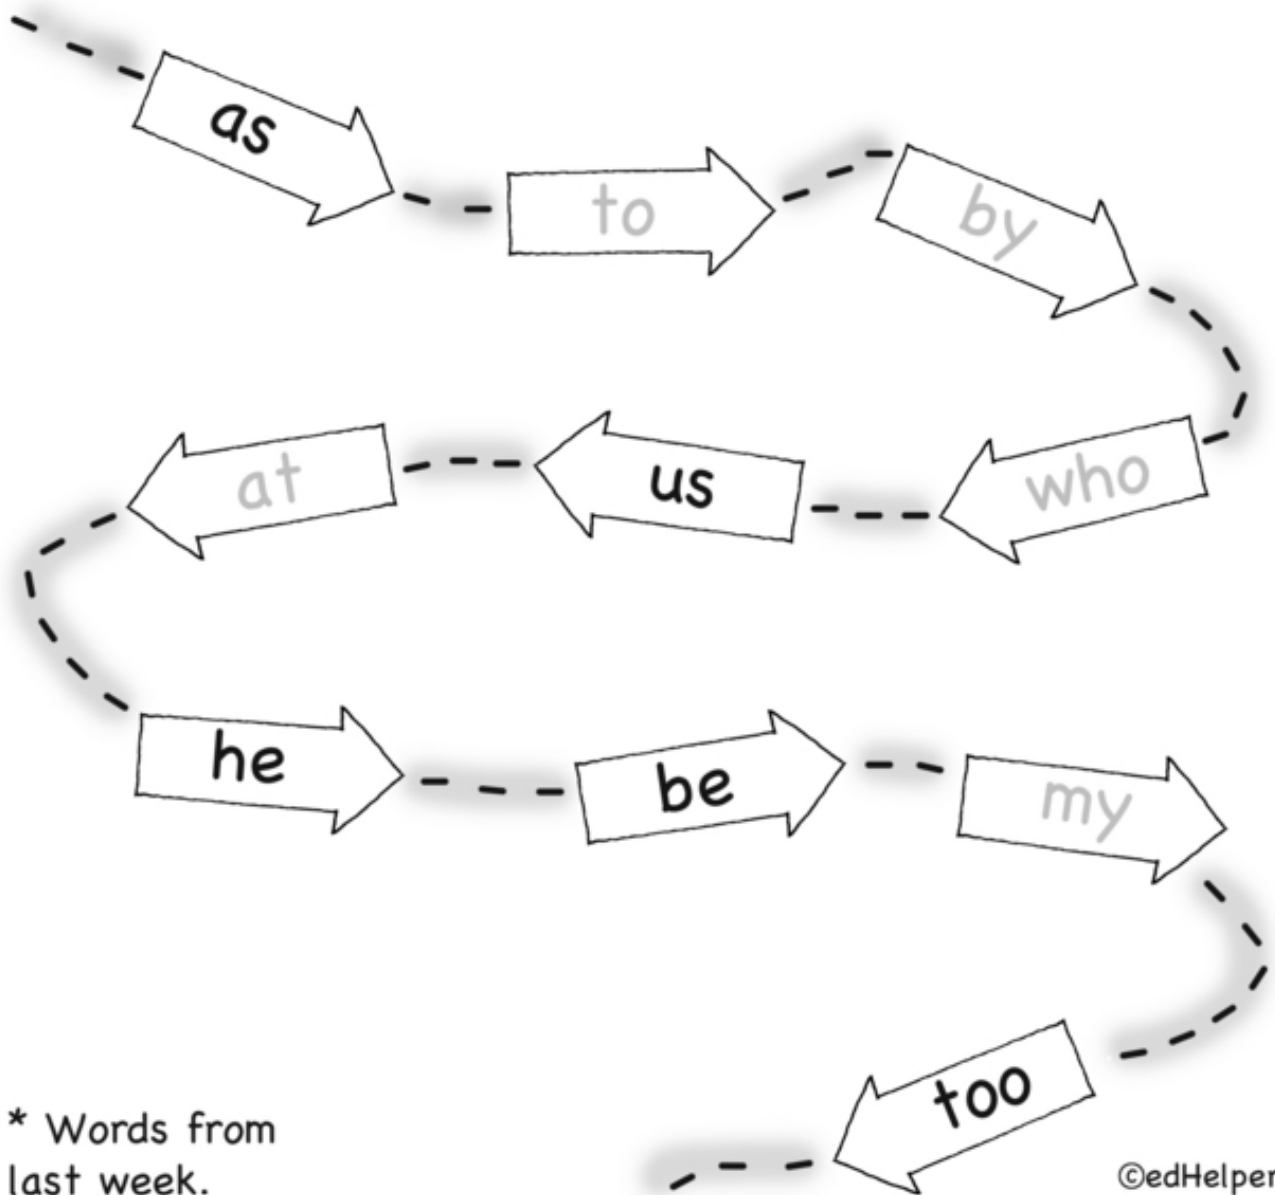 as
to
by
who
us
at
he
be
my
too
* Words from
last week.
©edHelper